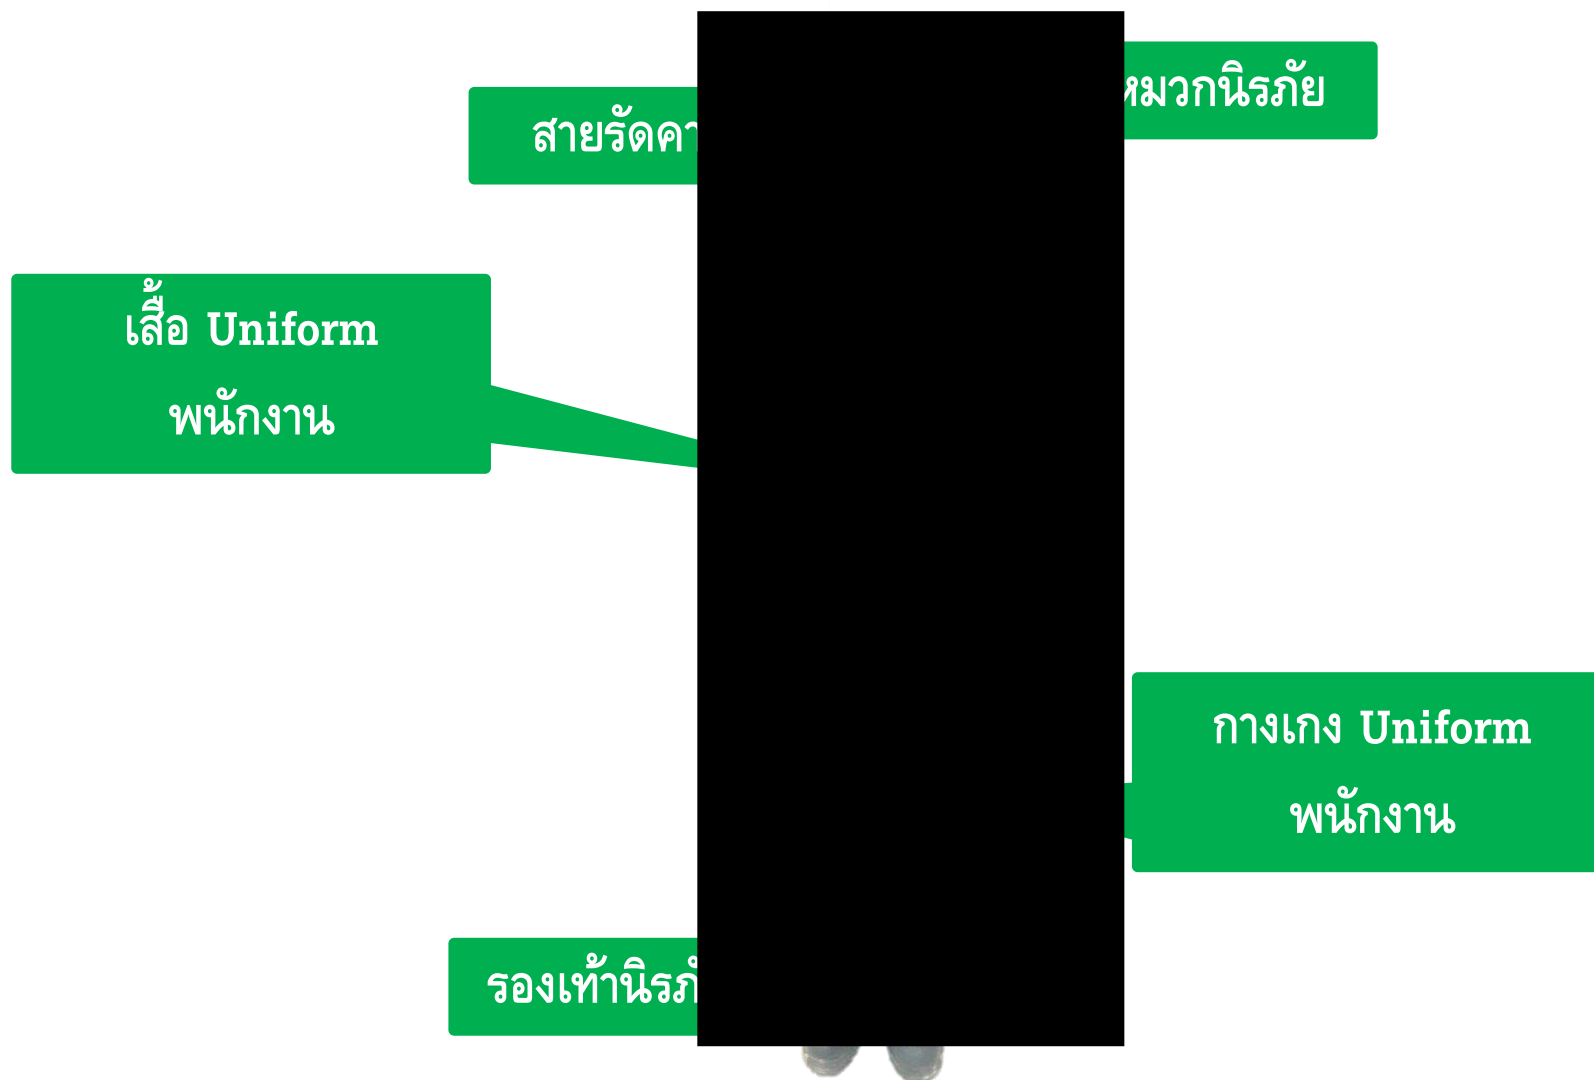 หมวกนิรภัย
สายรัดคา
เสื้อ Uniform
พนักงาน
กางเกง Uniform
พนักงาน
รองเท้านิรภั